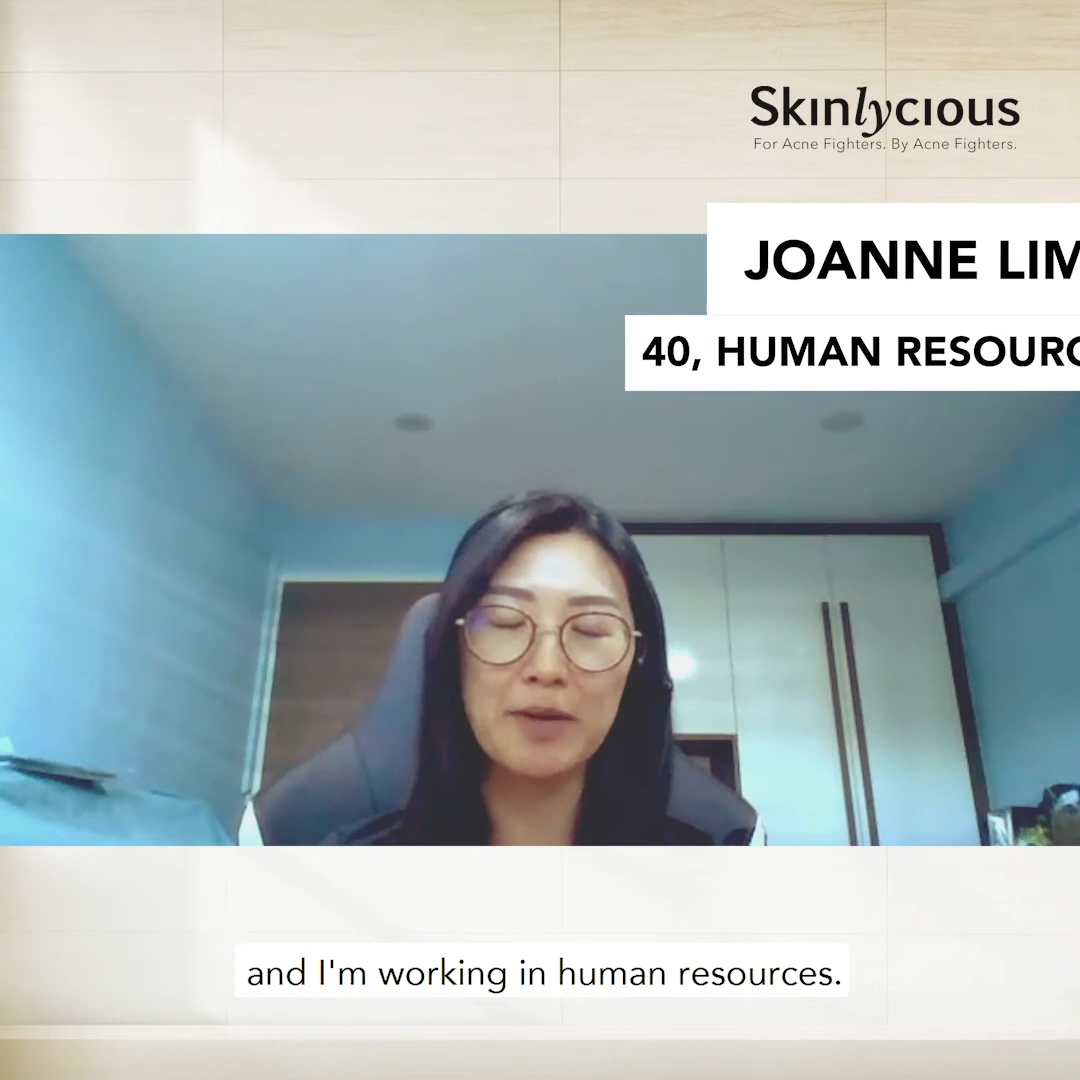 Skinlycious
For Acne Fighters. By Acne Fighters.
JOANNE LIM
40, HUMAN RESOURC
and I'm working in human resources.